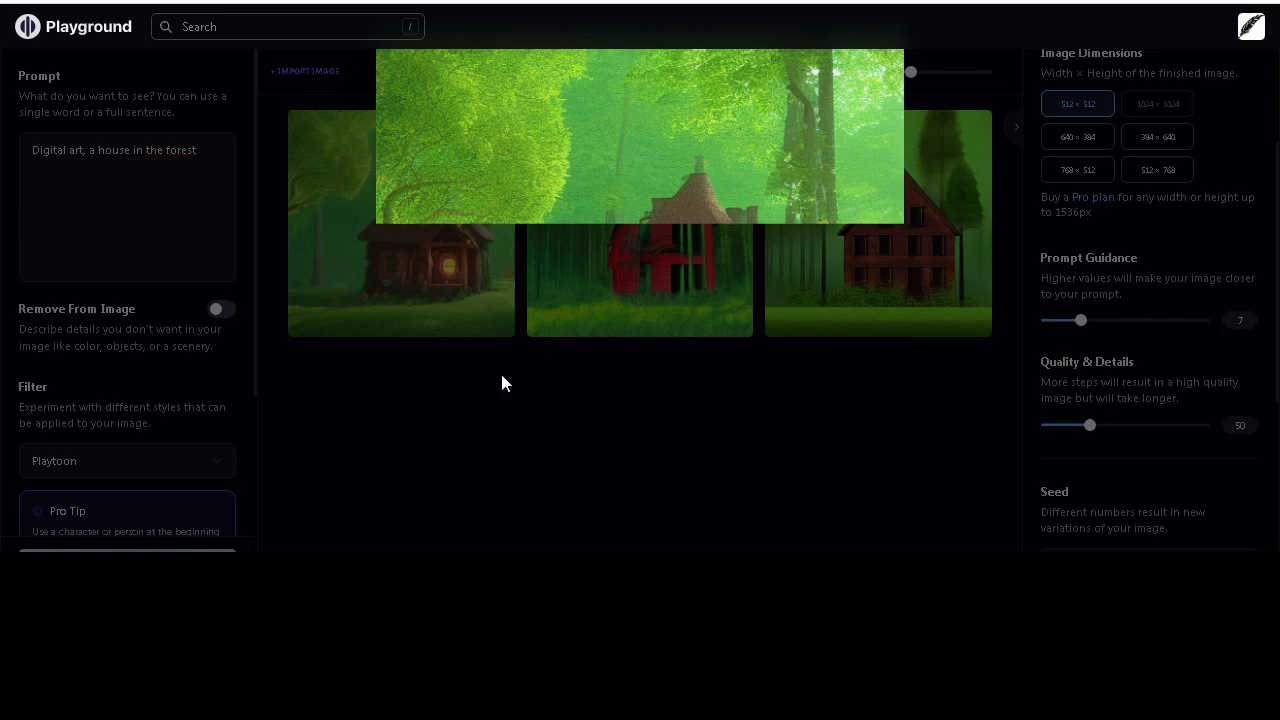 Playground
Search
/
Prompt
What do you want to see? You can use a
single word or a full sentence.
Digital art, a house in the forest
Remove From Image
Describe details you don't want in your
image like color, objects, or a scenery.
Filter
Experiment with different styles that can
be applied to your image.
Playtoon
Pro Tip
Use a character or person at the beginning
+ IMPORT IMAGE
Image Dimensions
Width × Height of the finished image.
512 × 512
1024 × 1024
640 × 384
384 × 640
768 × 512
512 × 768
Buy a Pro plan for any width or height up
to 1536px
Prompt Guidance
Higher values will make your image closer
to your prompt.
7
Quality & Details
More steps will result in a high quality
image but will take longer.
50
Seed
Different numbers result in new
variations of your image.